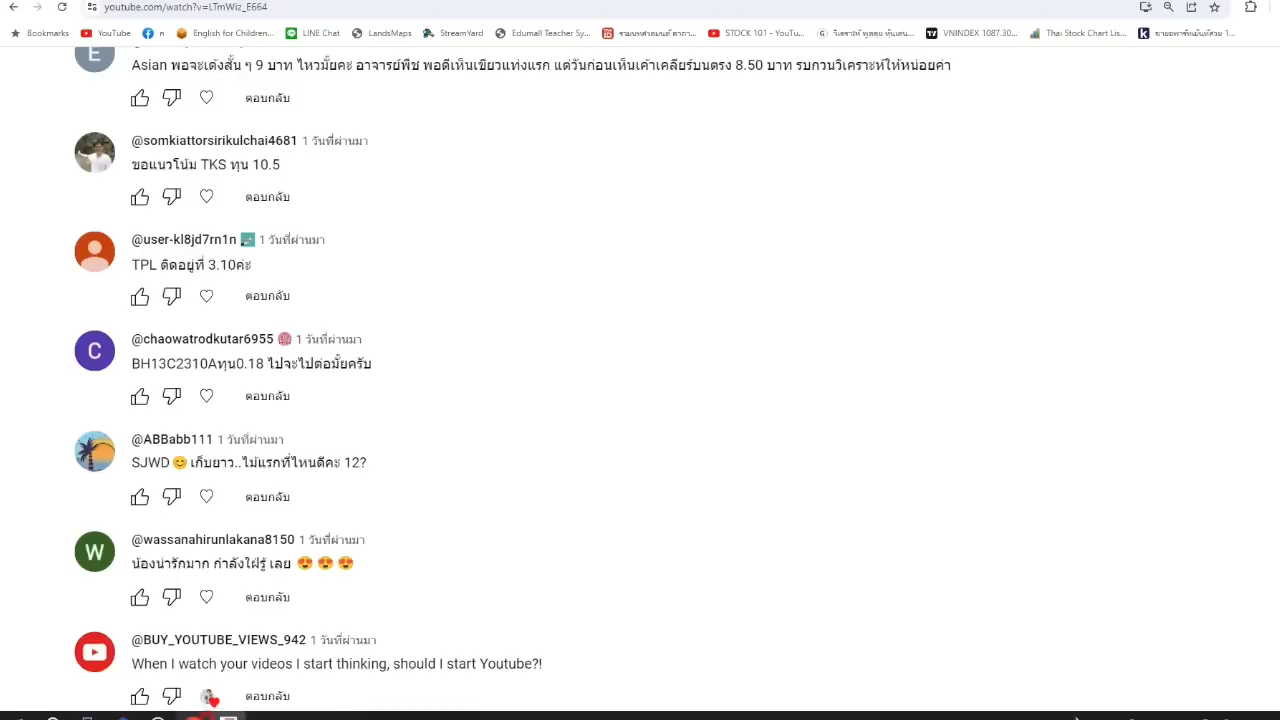 youtube.com/watch?v=LTmWiz_E664
Bookmarks YouTube n English for Children... LINE Chat LandsMaps StreamYard Edumall Teacher Sy... STOCK 101 - YouTu... VNINDEX 1087.30... Thai Stock Chart Lis...
E
Asian พอจะเด้งสั้น ๆ 9 บาท ไหวมั้ยคะ อาจารย์พีช พอดีเห็นเขียวแท่งแรก แต่วันก่อนเห็นเค้าเคลียร์บนตรง 8.50 บาท รบกวนวิเคราะห์ให้หน่อยค่า
ตอบกลับ
@somkiattorsirikulchai4681 1 วันที่ผ่านมา
ขอแนวโน้ม TKS ทุน 10.5
ตอบกลับ
@user-kl8jd7rn1n 1 วันที่ผ่านมา
TPL ติดอยู่ที่ 3.10ค่ะ
ตอบกลับ
C
@chaowatrodkutar6955 1 วันที่ผ่านมา
BH13C2310Aทุน0.18 ไปจะไปต่อมั้ยครับ
ตอบกลับ
@ABBabb111 1 วันที่ผ่านมา
SJWD 😊 เก็บยาว..ไม้แรกที่ไหนดีคะ 12?
ตอบกลับ
W
@wassanahirunlakana8150 1 วันที่ผ่านมา
น้องน่ารักมาก กำลังใฝ่รู้ เลย 😍 😍 😍
ตอบกลับ
@BUY_YOUTUBE_VIEWS_942 1 วันที่ผ่านมา
When I watch your videos I start thinking, should I start Youtube?!
ตอบกลับ